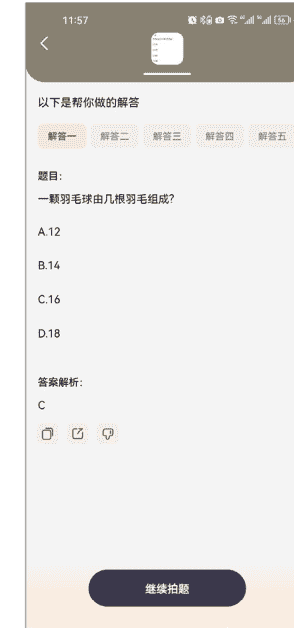 11:57
56
以下是帮你做的解答
解答一 解答二 解答三 解答四 解答五
题目:
一颗羽毛球由几根羽毛组成?
A.12
B.14
C.16
D.18
答案解析:
C
继续拍题